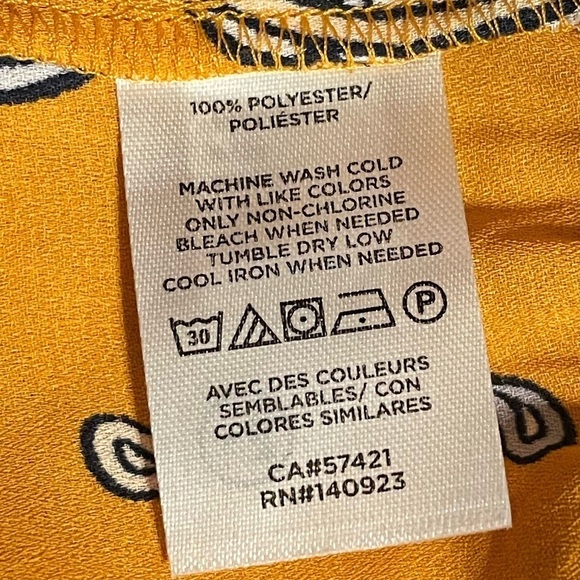 100% POLYESTER/
POLIÉSTER
MACHINE WASH COLD
WITH LIKE COLORS
ONLY NON-CHLORINE
BLEACH WHEN NEEDED
TUMBLE DRY LOW
COOL IRON WHEN NEEDED
30 P
AVEC DES COULEURS
SEMBLABLES/ CON
COLORES SIMILARES
CA#57421
RN#140923